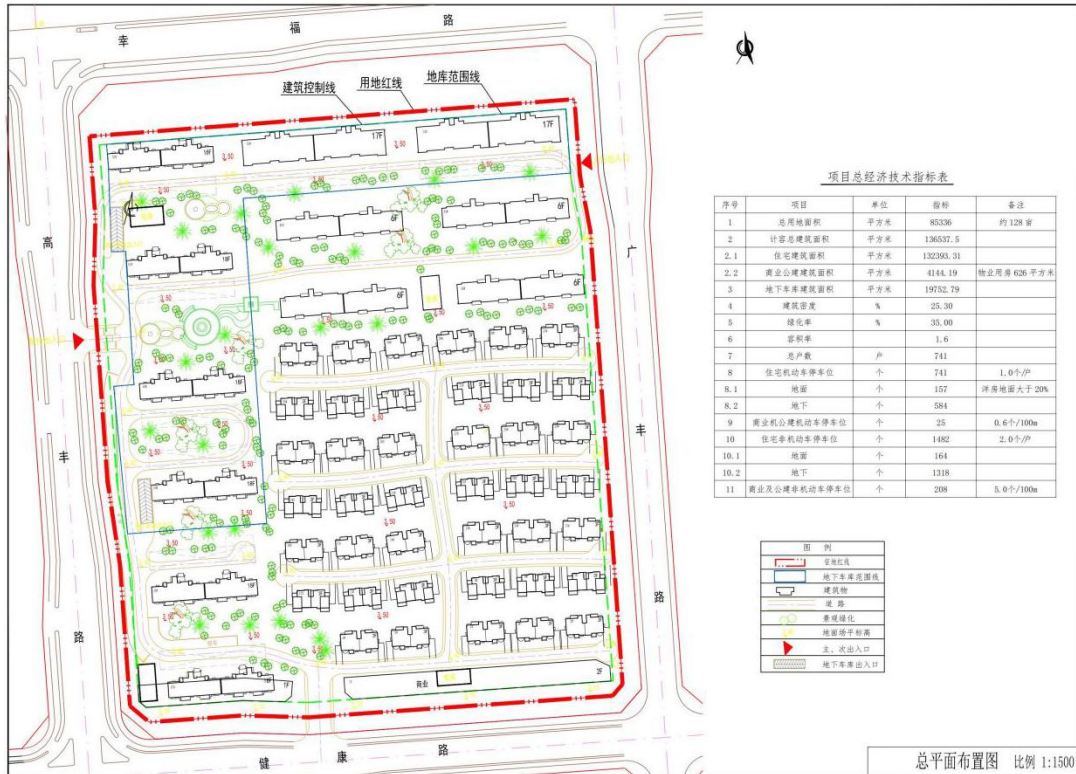 幸 福 路
建筑控制线
用地红线
地库范围线
17F
17F
18F
6F
6F
18F
6F
6F
18F
18F
18F
18F
1F
商业
2F
高 丰 路
广 丰 路
健 康 路
项目总经济技术指标表
序号 项目 单位 指标 备注
1 总用地面积 平方米 85336 约128亩
2 计容总建筑面积 平方米 136537.5
2.1 住宅建筑面积 平方米 132393.31
2.2 商业公建建筑面积 平方米 4144.19 物业用房626平方米
3 地下车库建筑面积 平方米 19752.79
4 建筑密度 % 25.30
5 绿化率 % 35.00
6 容积率 1.6
7 总户数 户 741
8 住宅机动车停车位 个 741 1.0个/户
8.1 地面 个 157 洋房地面大于20%
8.2 地下 个 584
9 商业机公建机动车停车位 个 25 0.6个/100m
10 住宅非机动车停车位 个 1482 2.0个/户
10.1 地面 个 164
10.2 地下 个 1318
11 商业及公建非机动车停车位 个 208 5.0个/100m
图 例
征地红线
地下车库范围线
建筑物
道 路
景观绿化
地面场平标高
主、次出入口
地下车库出入口
总平面布置图 比例 1:1500